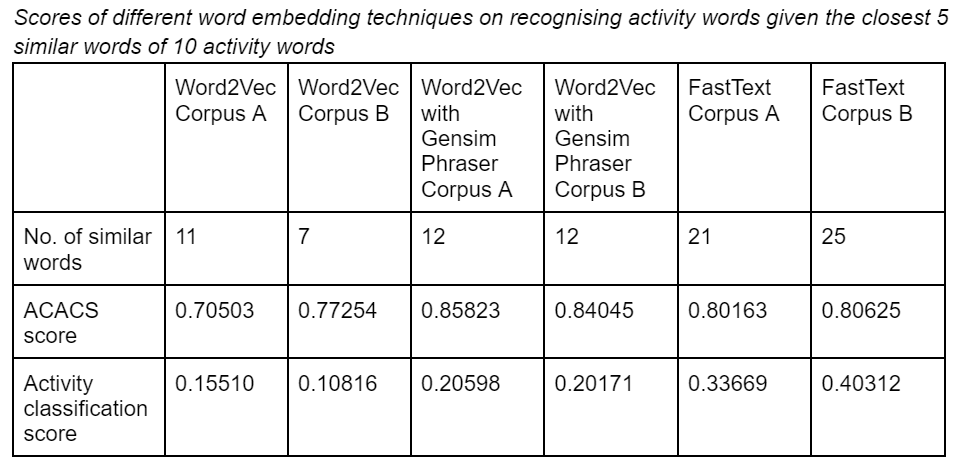 Scores of different word embedding techniques on recognising activity words given the closest 5
similar words of 10 activity words
Word2Vec Corpus A
Word2Vec Corpus B
Word2Vec with Gensim Phraser Corpus A
Word2Vec with Gensim Phraser Corpus B
FastText Corpus A
FastText Corpus B
No. of similar words
11
7
12
12
21
25
ACACS score
0.70503
0.77254
0.85823
0.84045
0.80163
0.80625
Activity classification score
0.15510
0.10816
0.20598
0.20171
0.33669
0.40312